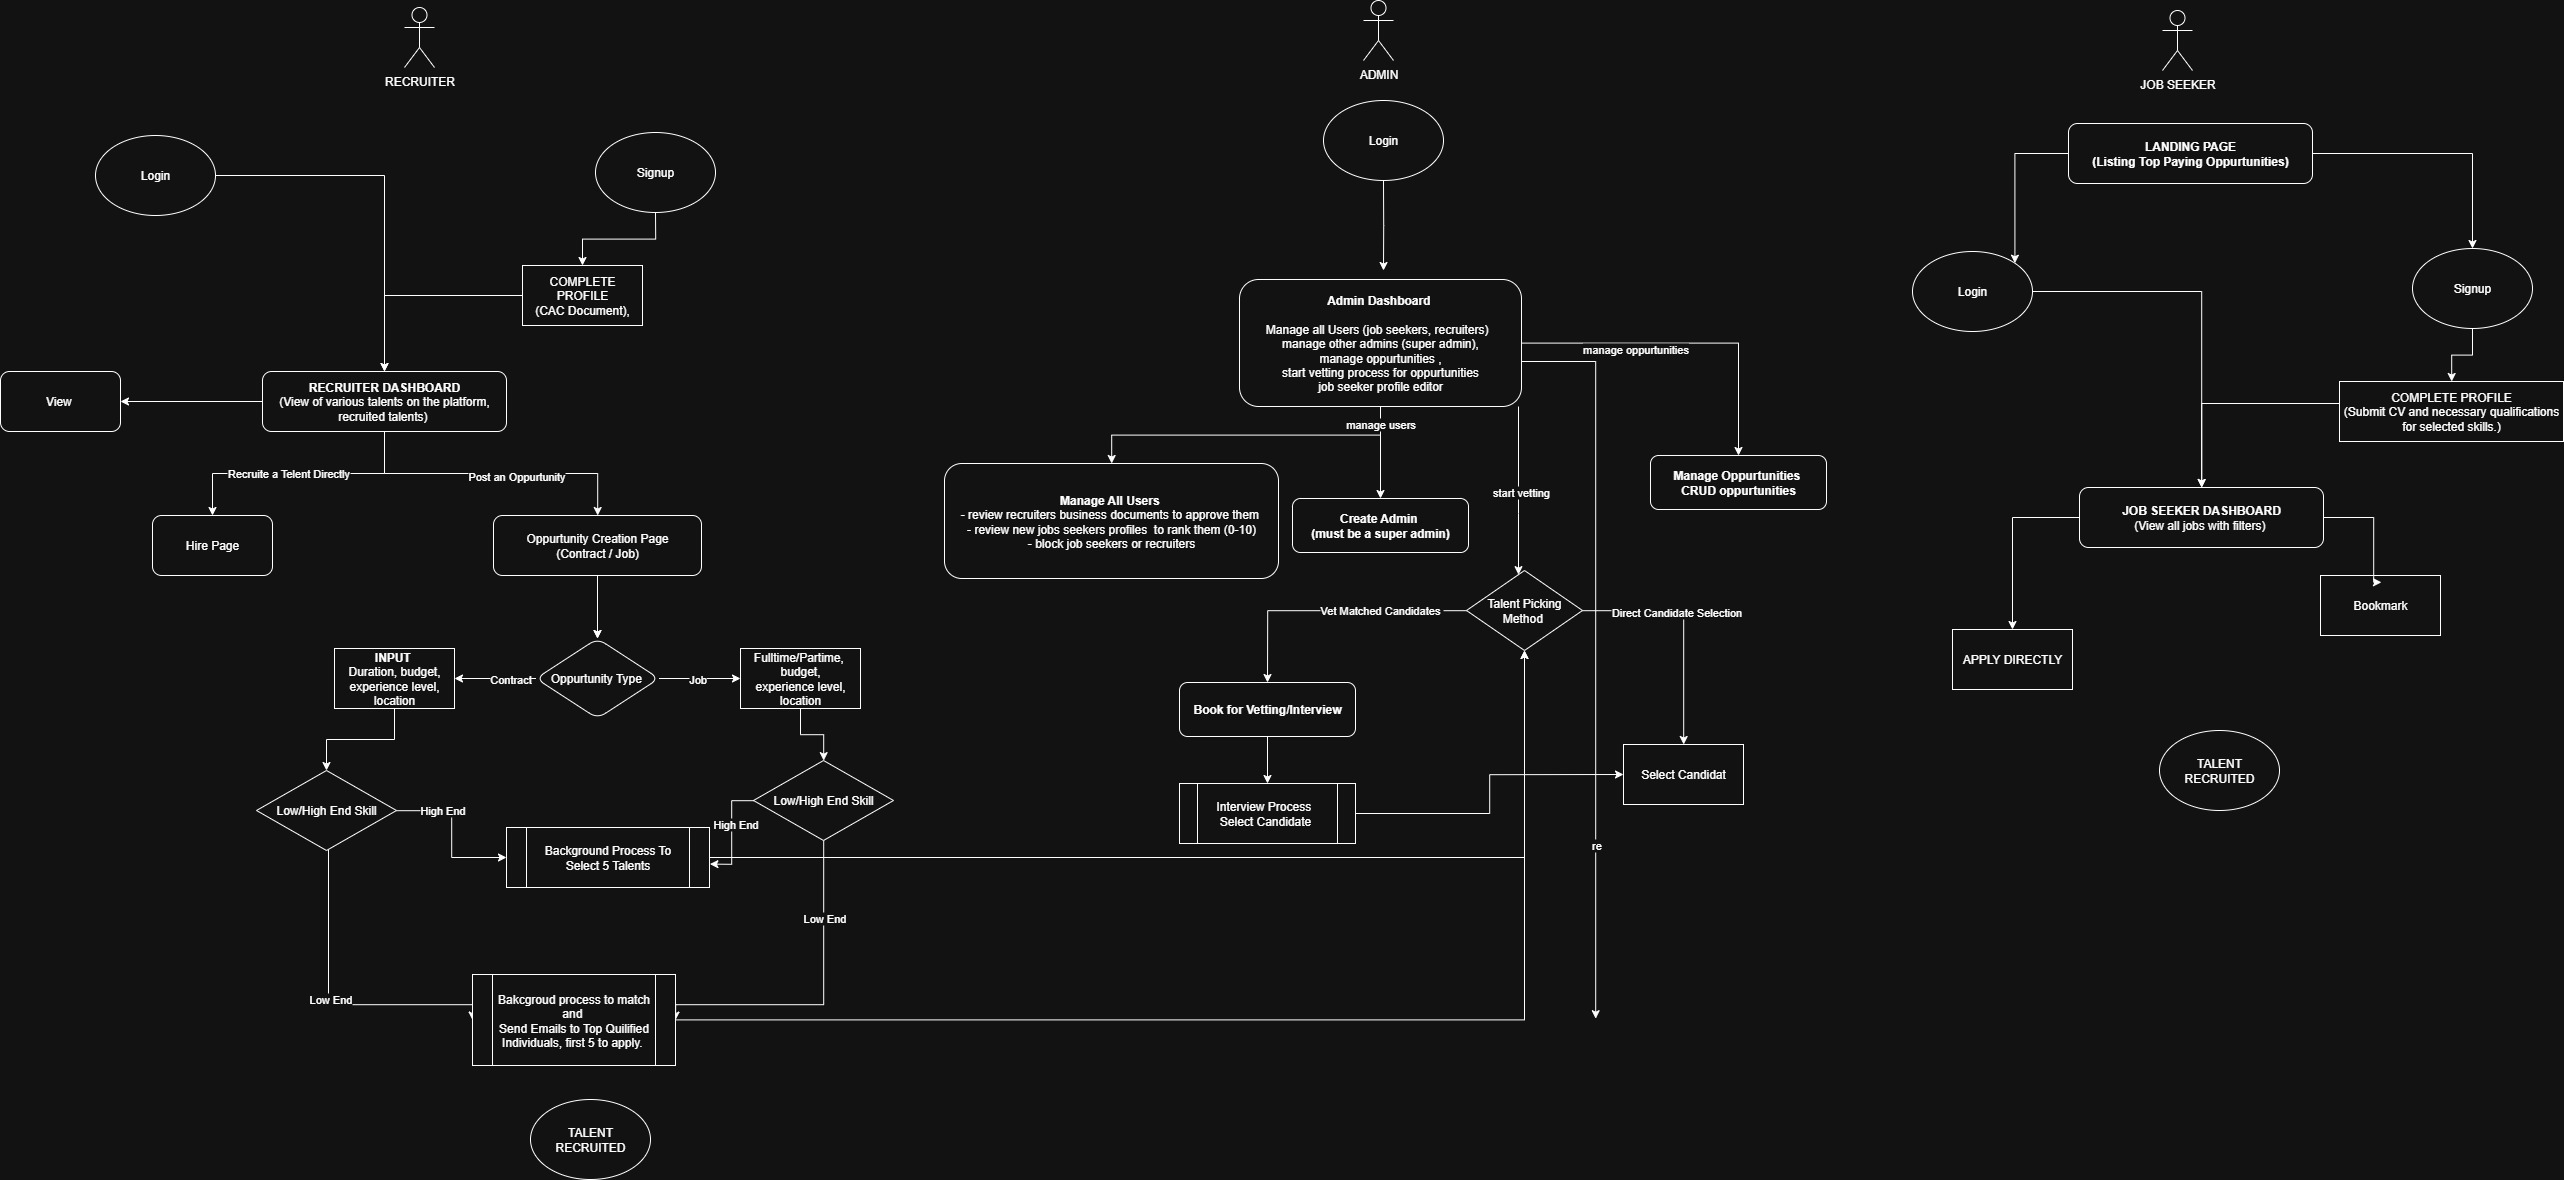 RECRUITER
Login
Signup
COMPLETE
PROFILE
(CAC Document),
RECRUITER DASHBOARD
(View of various talents on the platform,
recruited talents)
View
Recruite a Talent Directly
Post an Oppurtunity
Hire Page
Oppurtunity Creation Page
(Contract / Job)
INPUT
Duration, budget,
experience level,
location
Contract
Oppurtunity Type
Job
Fulltime/Partime,
budget,
experience level,
location
Low/High End Skill
High End
Low/High End Skill
High End
Background Process To
Select 5 Talents
Low End
Low End
Bakcgroud process to match
and
Send Emails to Top Quilified
Individuals, first 5 to apply.
TALENT
RECRUITED
ADMIN
Login
Admin Dashboard
Manage all Users (job seekers, recruiters)
manage other admins (super admin),
manage oppurtunities ,
start vetting process for oppurtunities
job seeker profile editor
manage oppurtunities
manage users
Manage All Users
- review recruiters business documents to approve them
- review new jobs seekers profiles  to rank them (0-10)
- block job seekers or recruiters
Create Admin
(must be a super admin)
start vetting
Manage Oppurtunities
CRUD oppurtunities
Vet Matched Candidates
Talent Picking
Method
Direct Candidate Selection
Book for Vetting/Interview
Interview Process
Select Candidate
Select Candidat
re
JOB SEEKER
LANDING PAGE
(Listing Top Paying Oppurtunities)
Login
Signup
COMPLETE PROFILE
(Submit CV and necessary qualifications
for selected skills.)
JOB SEEKER DASHBOARD
(View all jobs with filters)
Bookmark
APPLY DIRECTLY
TALENT
RECRUITED